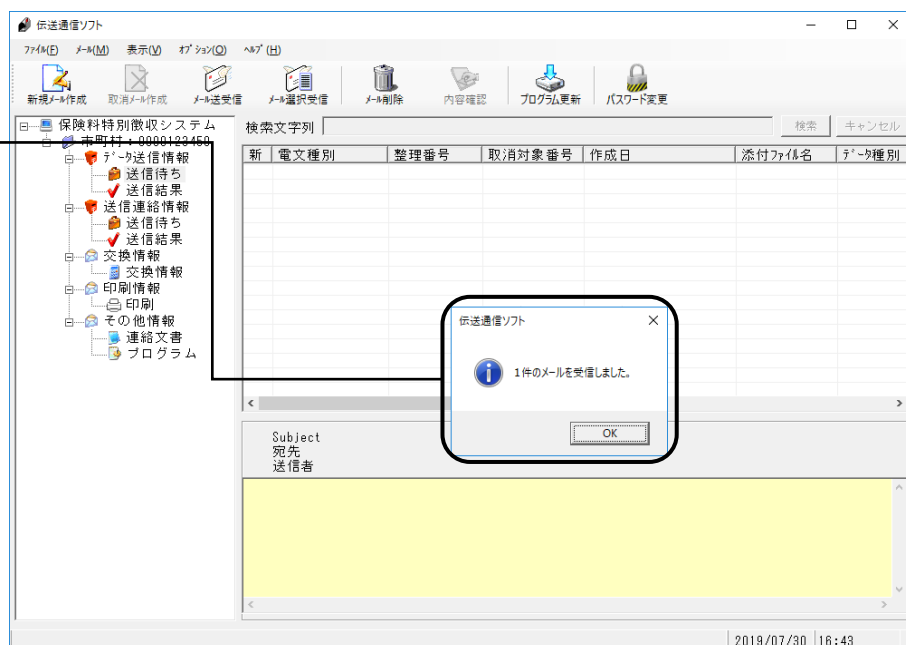 伝送通信ソフト
ファイル(F) メール(M) 表示(V) オプション(O) ヘルプ(H)
新規メール作成 取消メール作成 メール送受信 メール選択受信 メール削除 内容確認 プログラム更新 パスワード変更
保険料特別徴収システム
市町村:0000123450
データ送信情報
送信待ち
送信結果
送信連絡情報
送信待ち
送信結果
交換情報
交換情報
印刷情報
印刷
その他情報
連絡文書
プログラム
検索文字列 検索 キャンセル
新 電文種別 整理番号 取消対象番号 作成日 添付ファイル名 データ種別
伝送通信ソフト
1件のメールを受信しました。
OK
Subject
宛先
送信者
2019/07/30 16:43